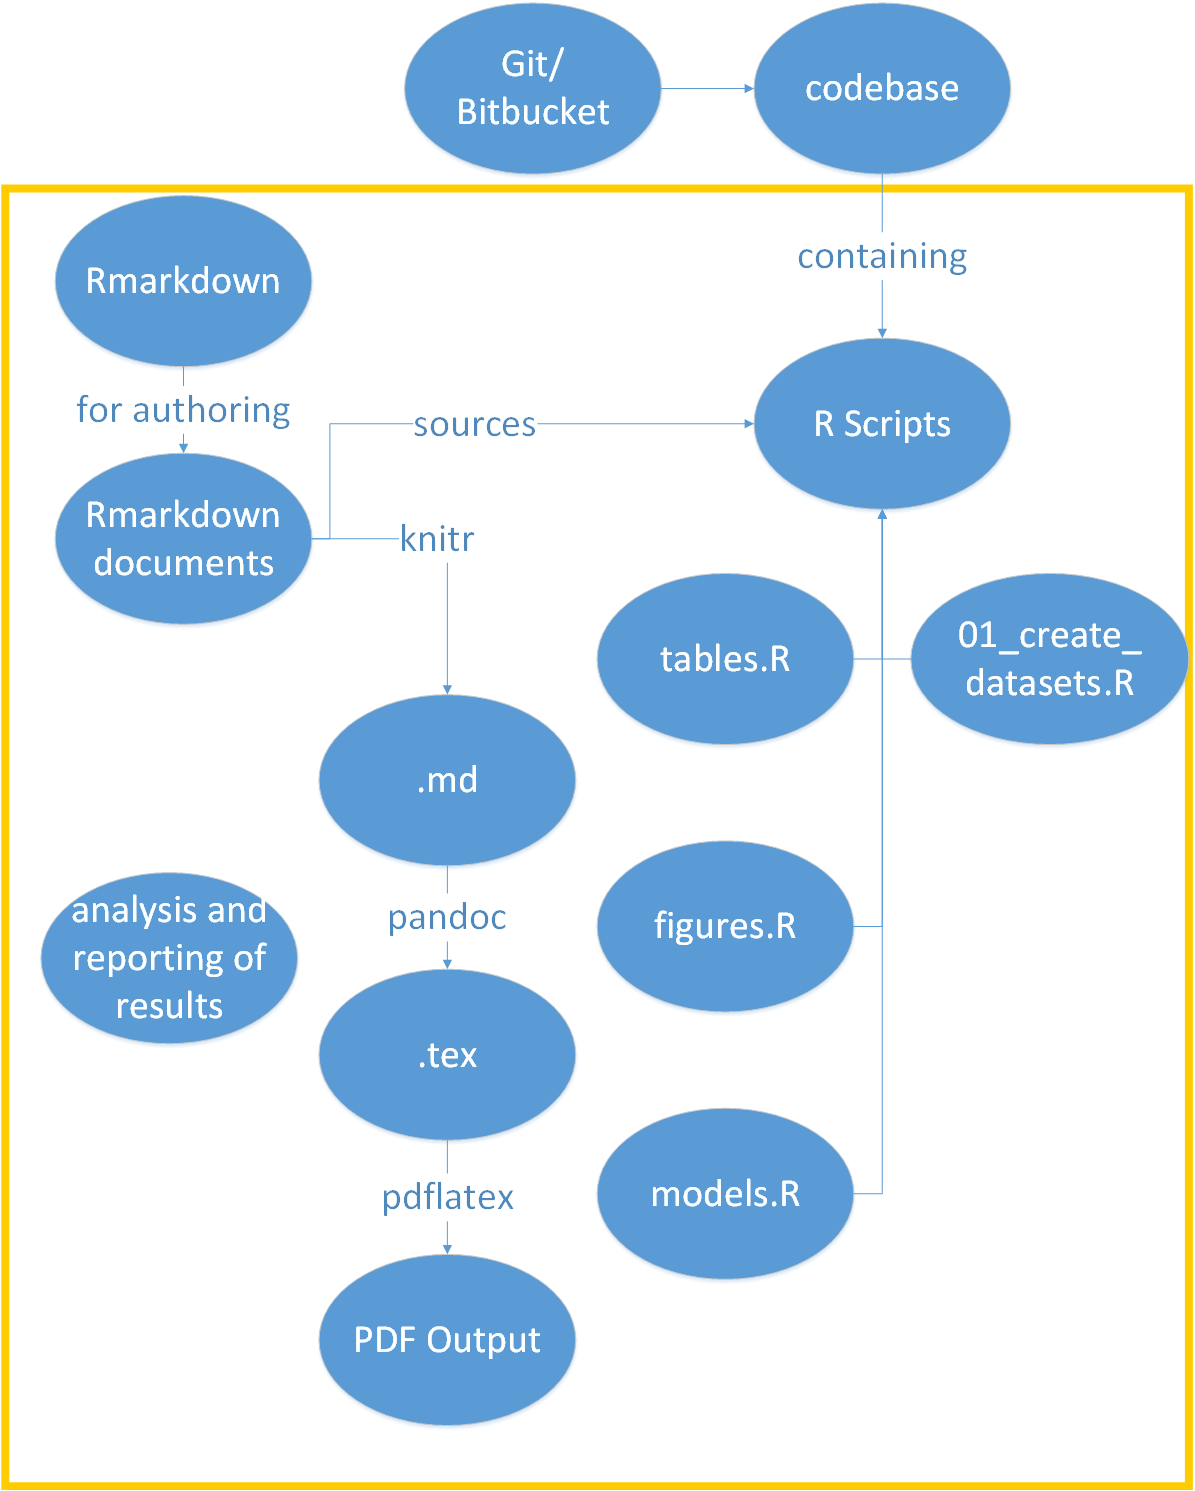 Git/
Bitbucket
codebase
containing
Rmarkdown
for authoring
sources
R Scripts
Rmarkdown
documents
knitr
tables.R
01_create_
datasets.R
.md
analysis and
reporting of
results
pandoc
figures.R
.tex
pdflatex
models.R
PDF Output